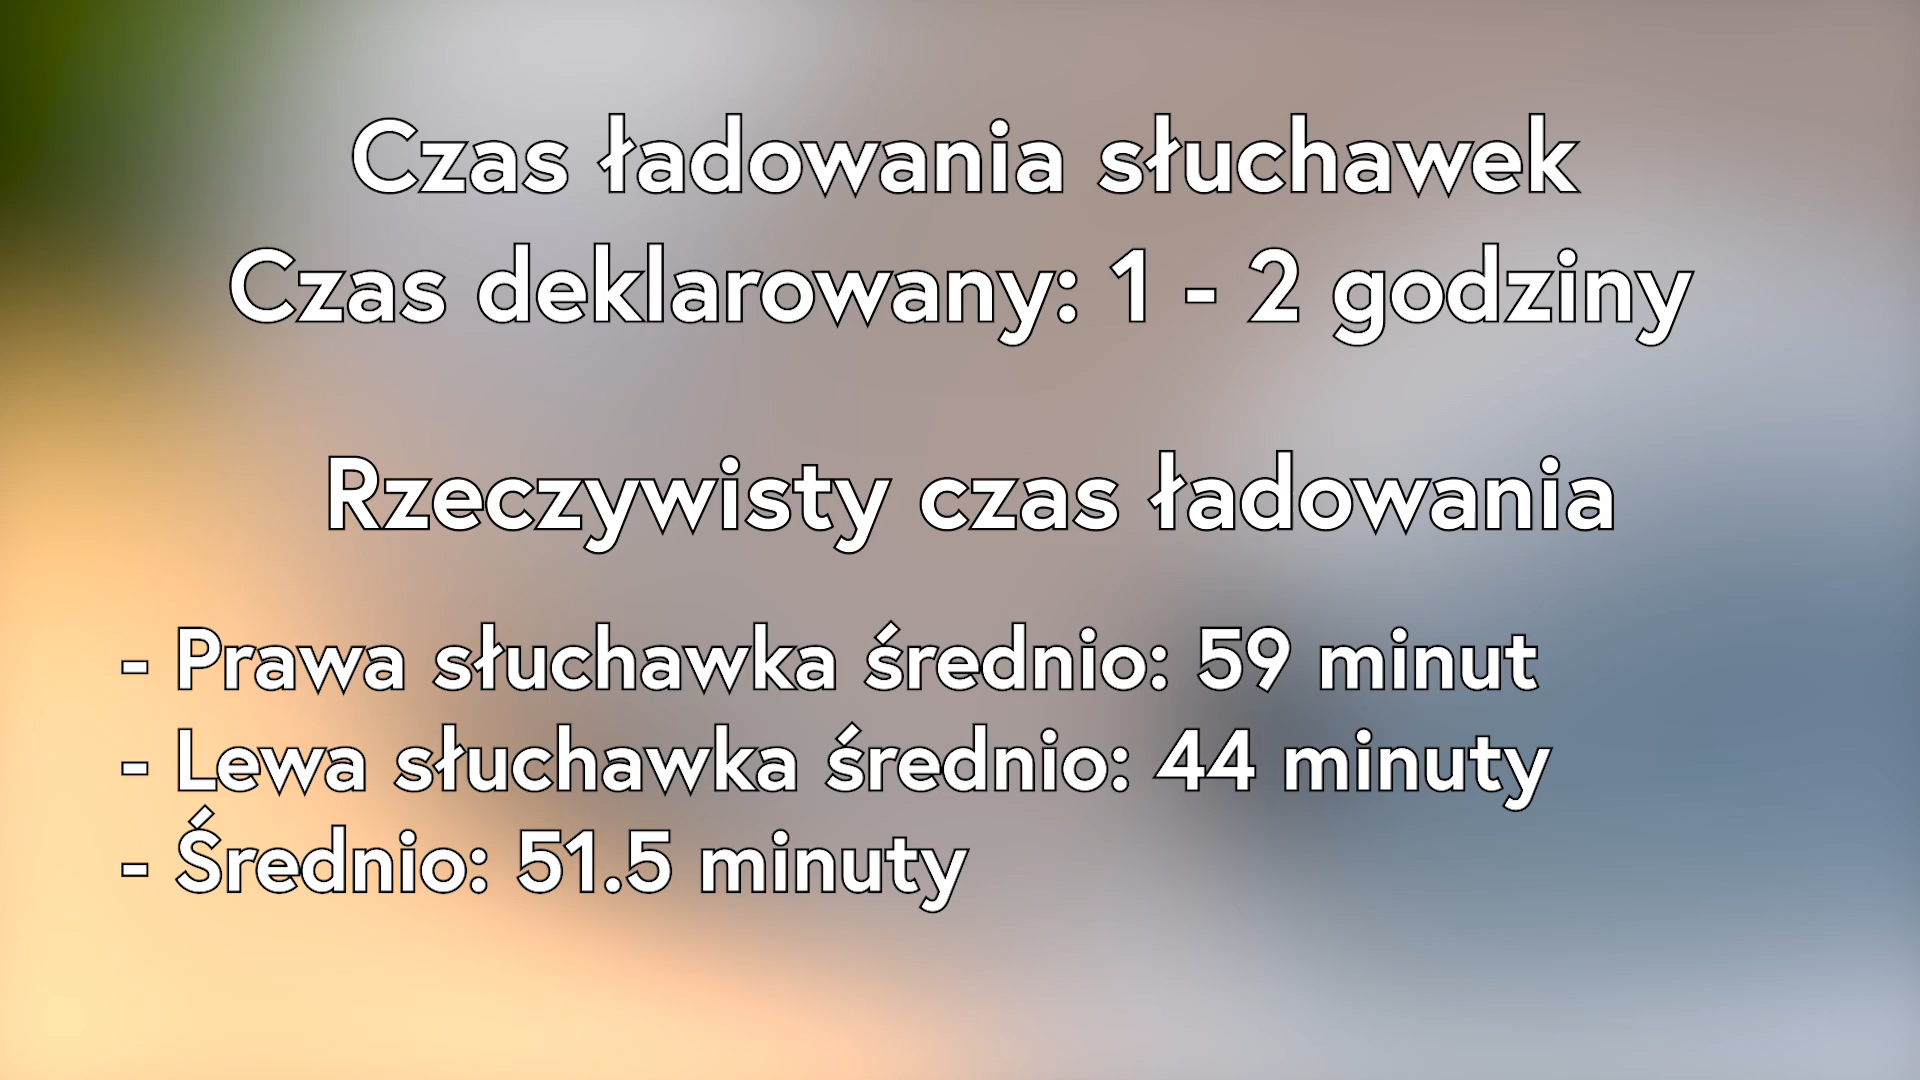 Czas ładowania słuchawek
Czas deklarowany: 1 - 2 godziny
Rzeczywisty czas ładowania
- Prawa słuchawka średnio: 59 minut
- Lewa słuchawka średnio: 44 minuty
- Średnio: 51.5 minuty